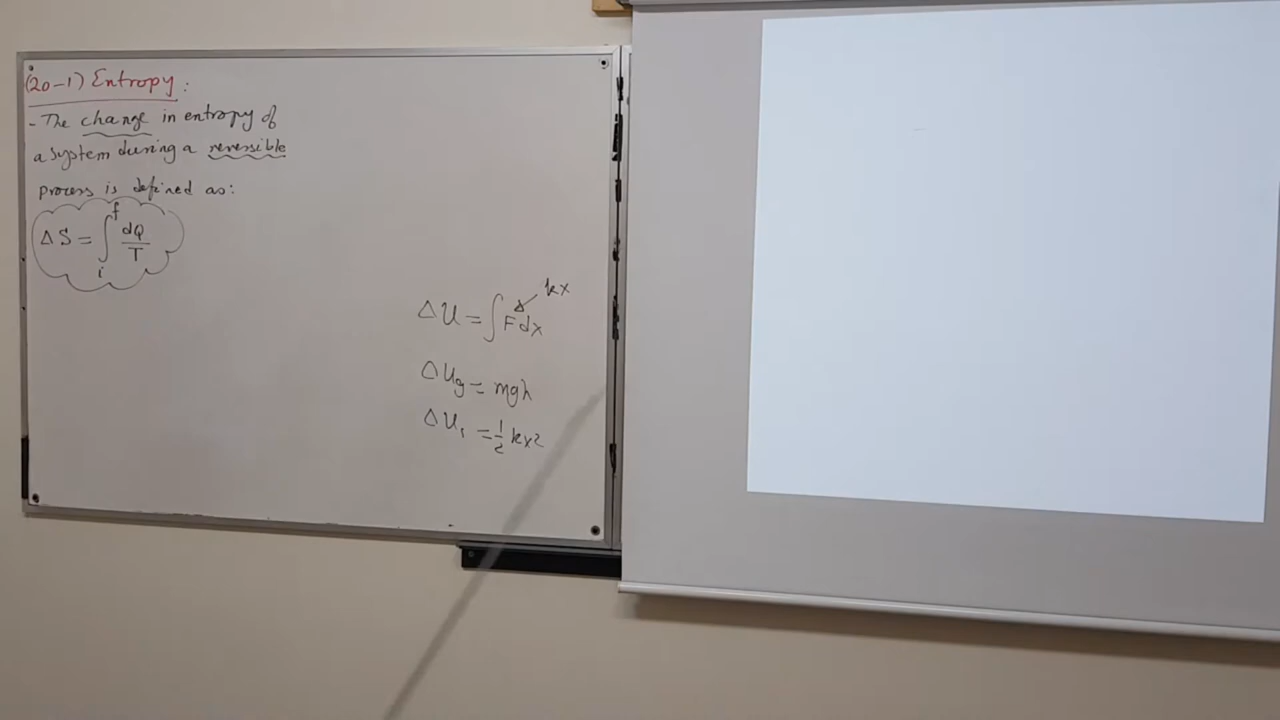 (20-1) Entropy:
- The change in entropy of
a system during a reversible
process is defined as:
ΔS = ∫ᵢᶠ dQ/T
kx
ΔU = ∫ F dx
ΔUg = mgh
ΔUs = 1/2 kx²